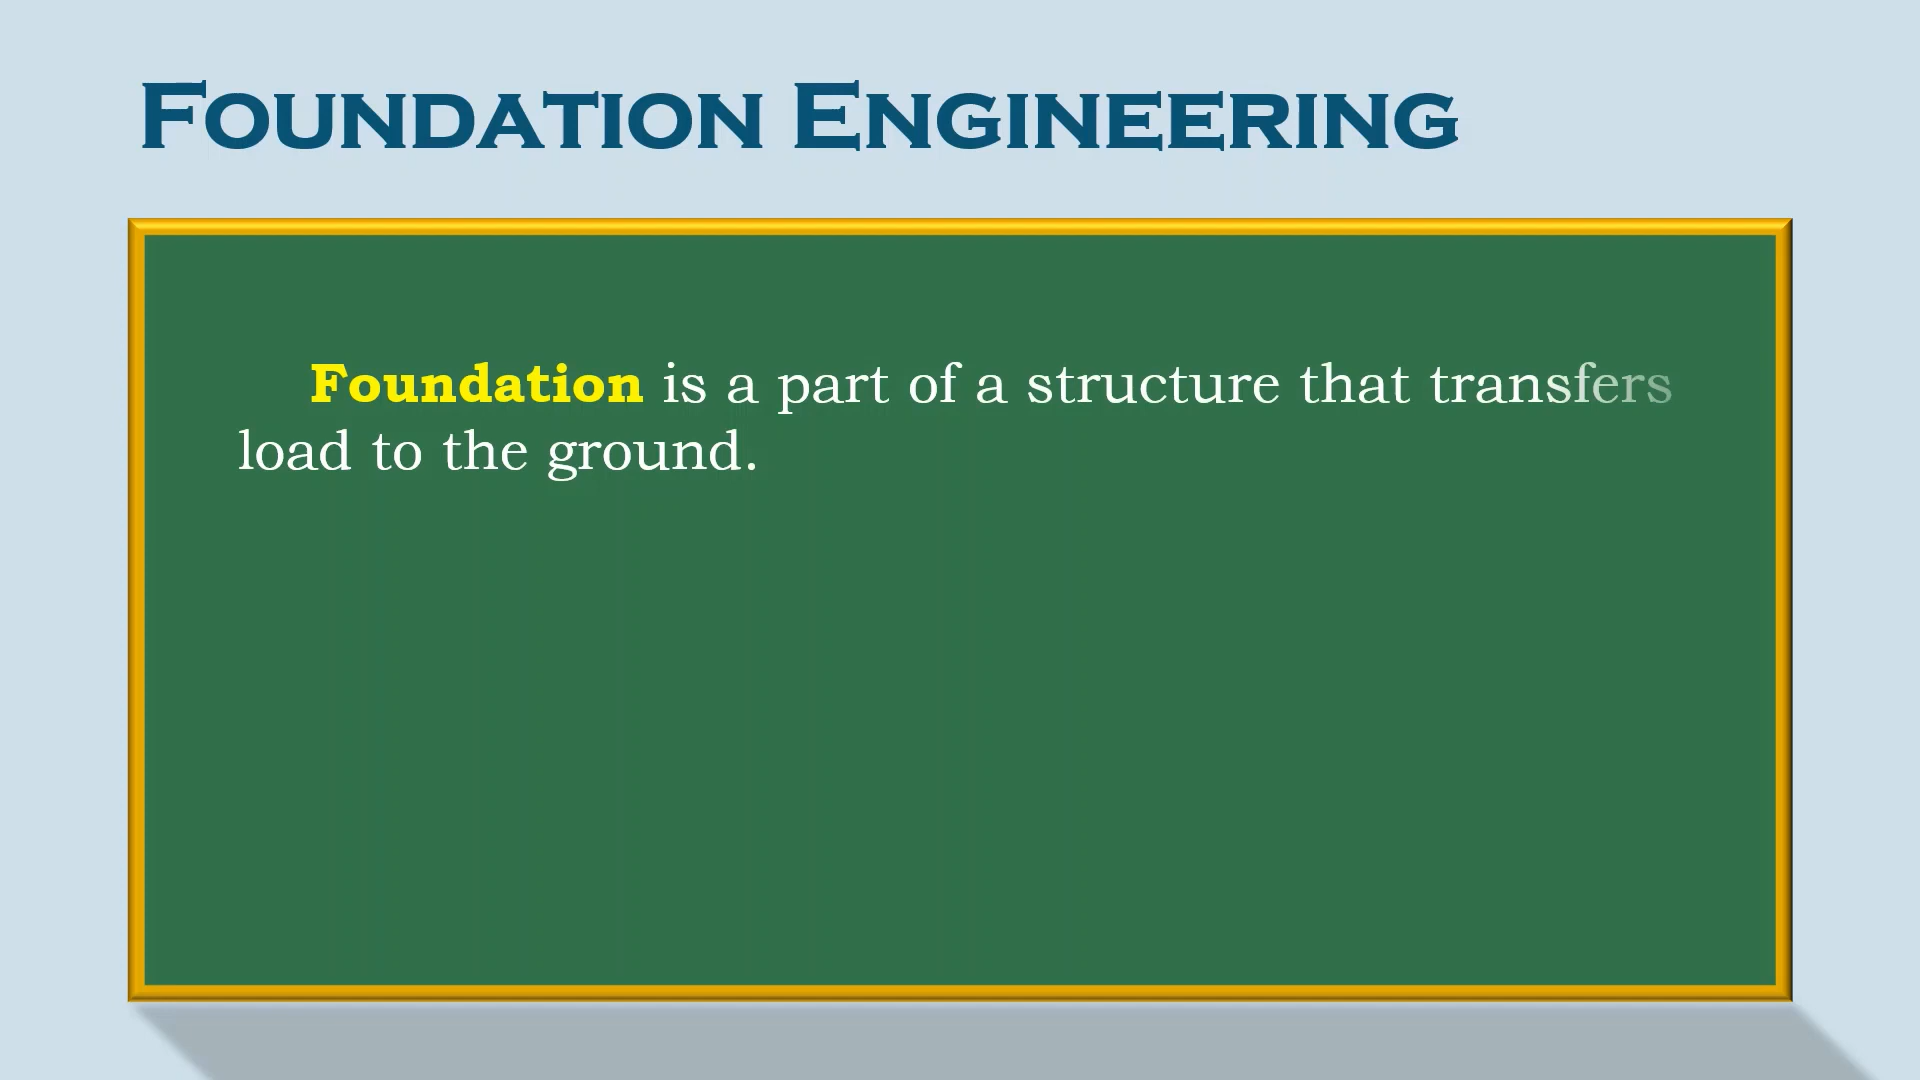 Foundation Engineering
Foundation is a part of a structure that transfers
load to the ground.